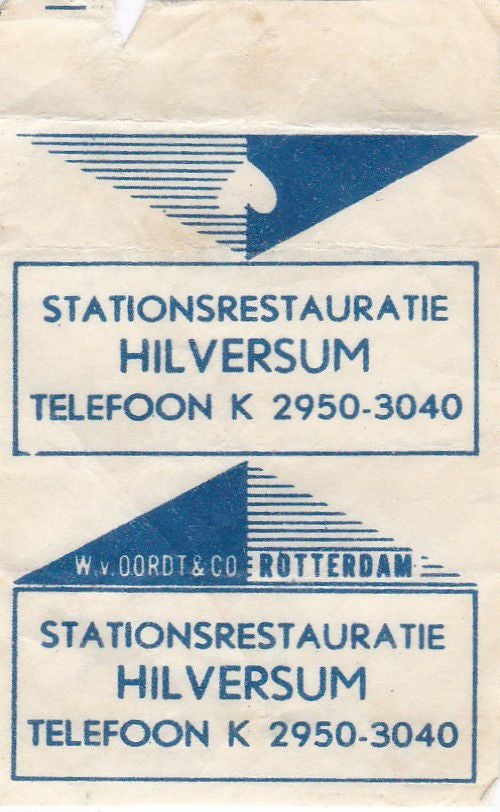 STATIONSRESTAURATIE
HILVERSUM
TELEFOON K 2950-3040
W.v.OORDT & CO ROTTERDAM
STATIONSRESTAURATIE
HILVERSUM
TELEFOON K 2950-3040